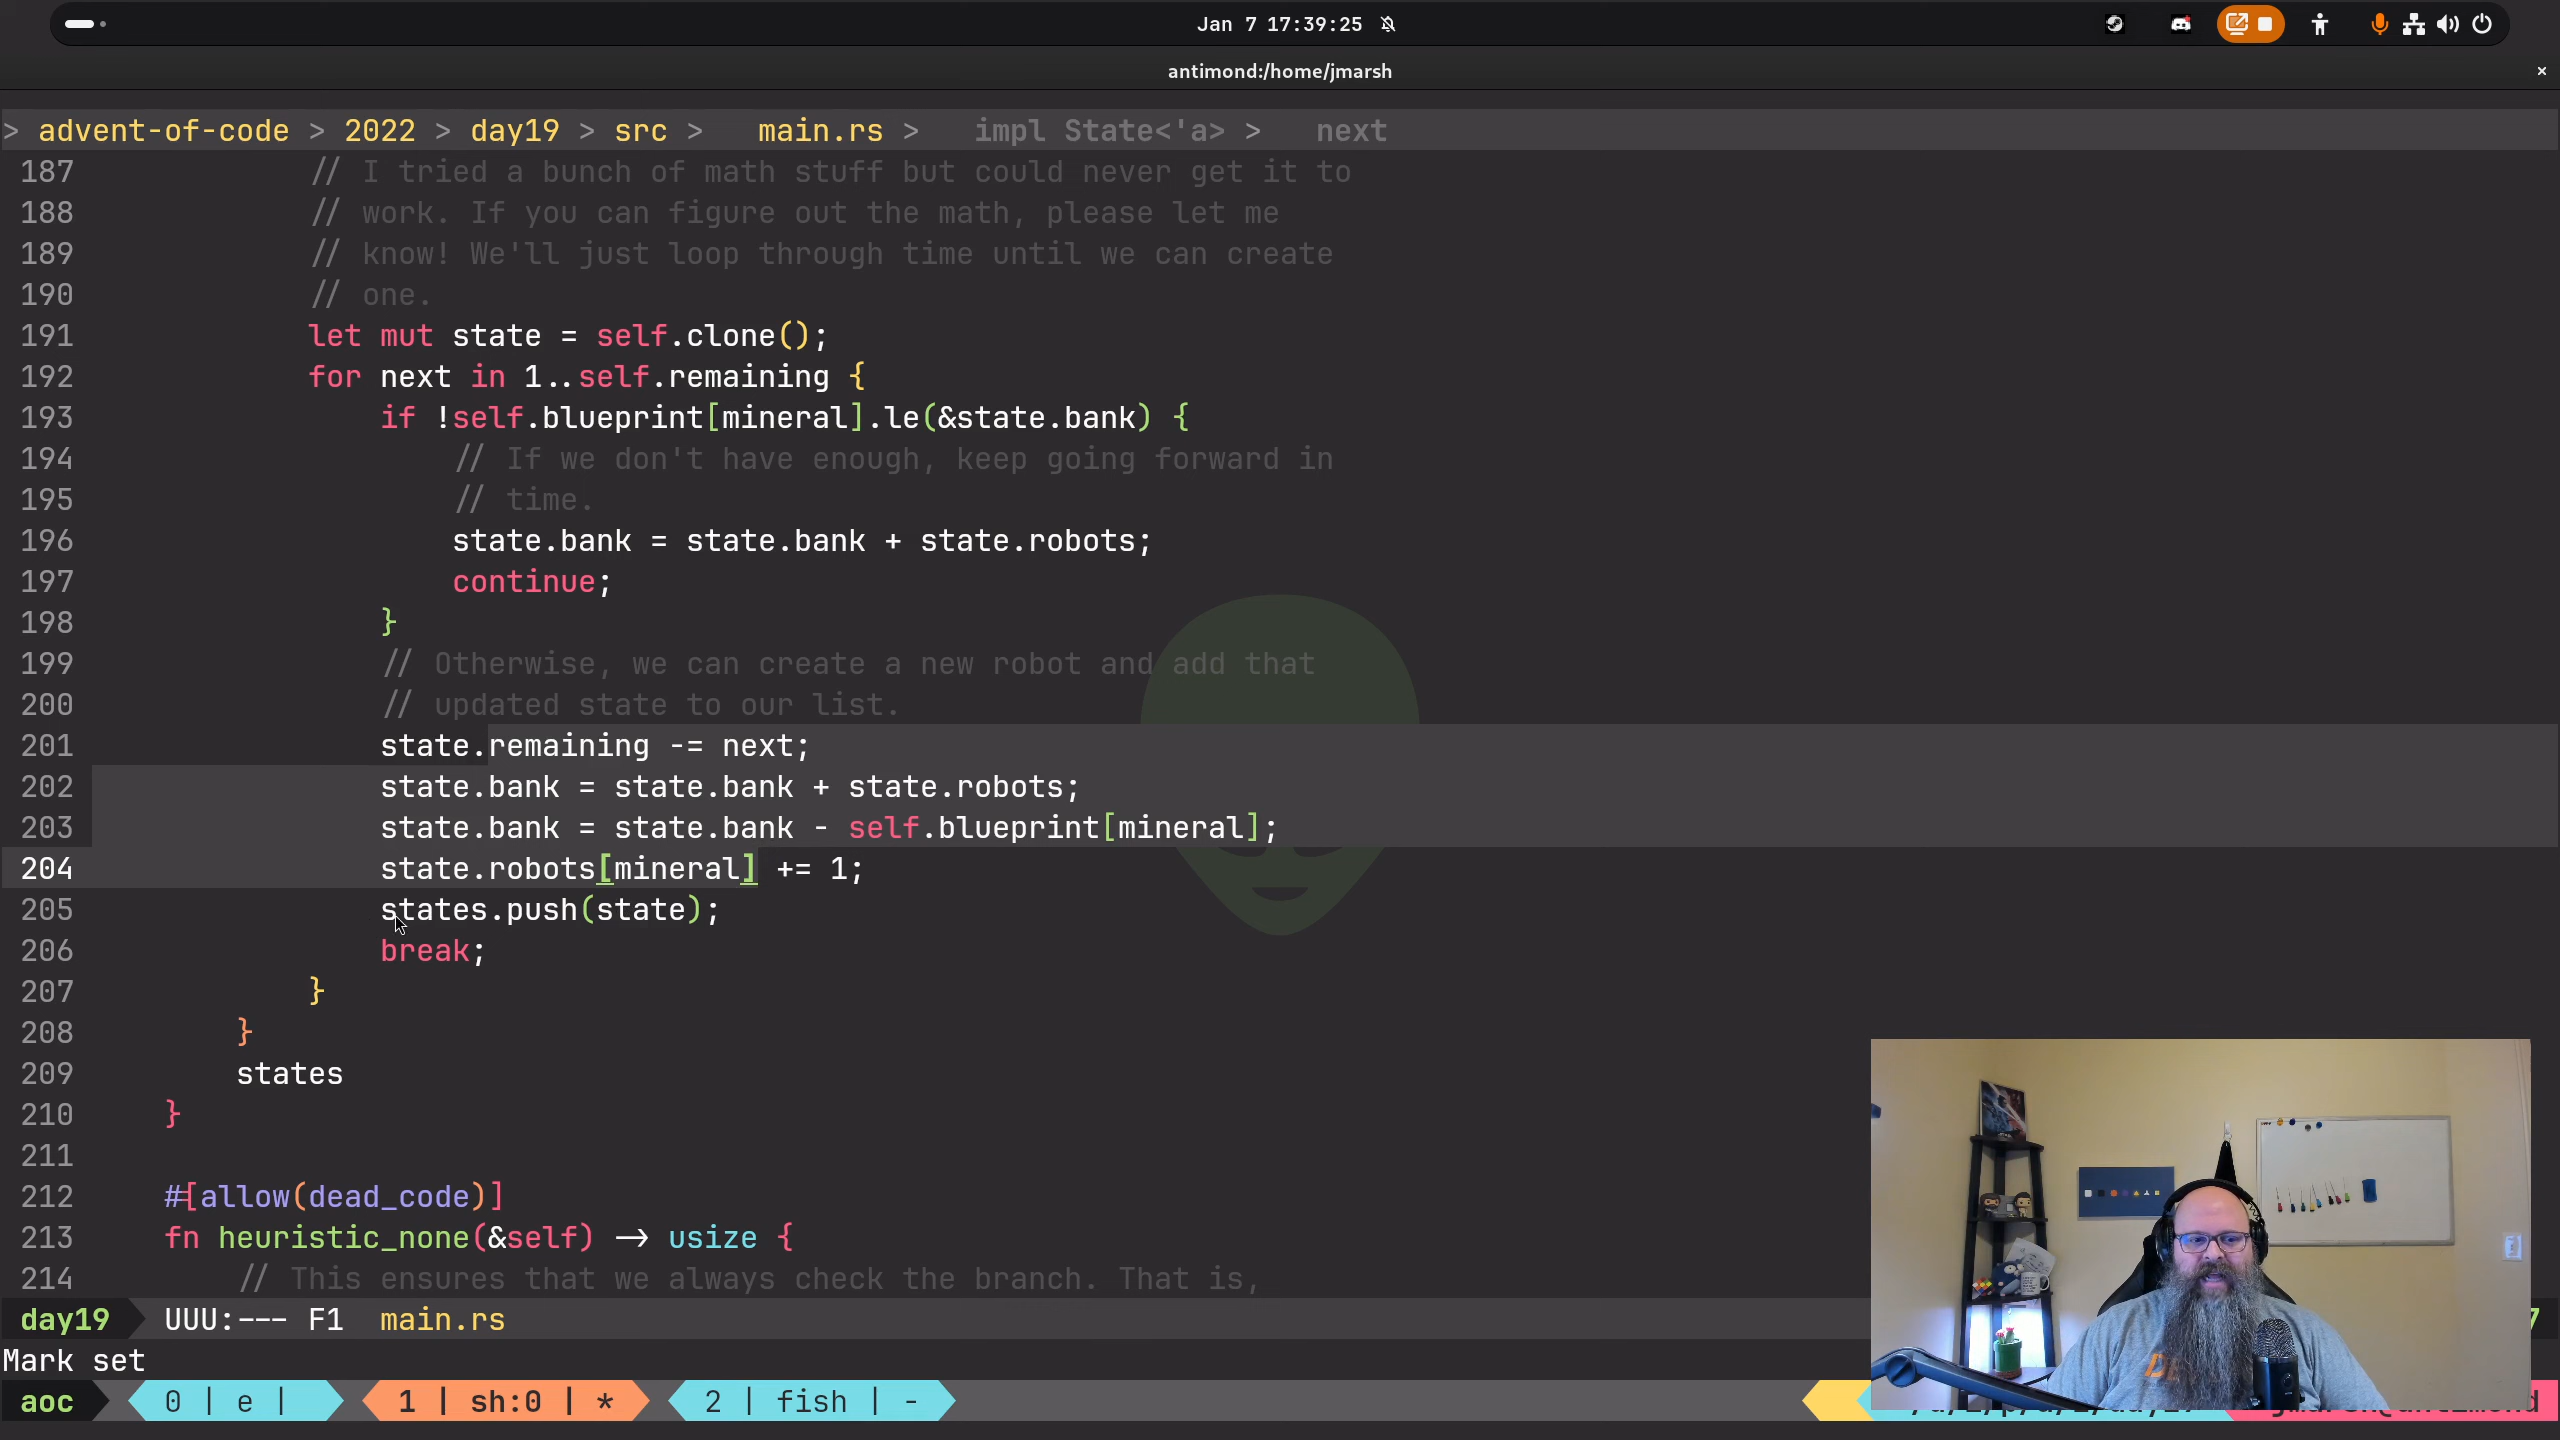 Jan 7 17:39:25
antimond:/home/jmarsh
> advent-of-code > 2022 > day19 > src > main.rs > impl State<'a> > next
187 // I tried a bunch of math stuff but could never get it to
188 // work. If you can figure out the math, please let me
189 // know! We'll just loop through time until we can create
190 // one.
191 let mut state = self.clone();
192 for next in 1..self.remaining {
193 if !self.blueprint[mineral].le(&state.bank) {
194 // If we don't have enough, keep going forward in
195 // time.
196 state.bank = state.bank + state.robots;
197 continue;
198 }
199 // Otherwise, we can create a new robot and add that
200 // updated state to our list.
201 state.remaining -= next;
202 state.bank = state.bank + state.robots;
203 state.bank = state.bank - self.blueprint[mineral];
204 state.robots[mineral] += 1;
205 states.push(state);
206 break;
207 }
208 }
209 states
210 }
211
212 #[allow(dead_code)]
213 fn heuristic_none(&self) -> usize {
214 // This ensures that we always check the branch. That is,
day19 UUU:--- F1 main.rs
Mark set
aoc 0 | e | 1 | sh:0 | * 2 | fish | -